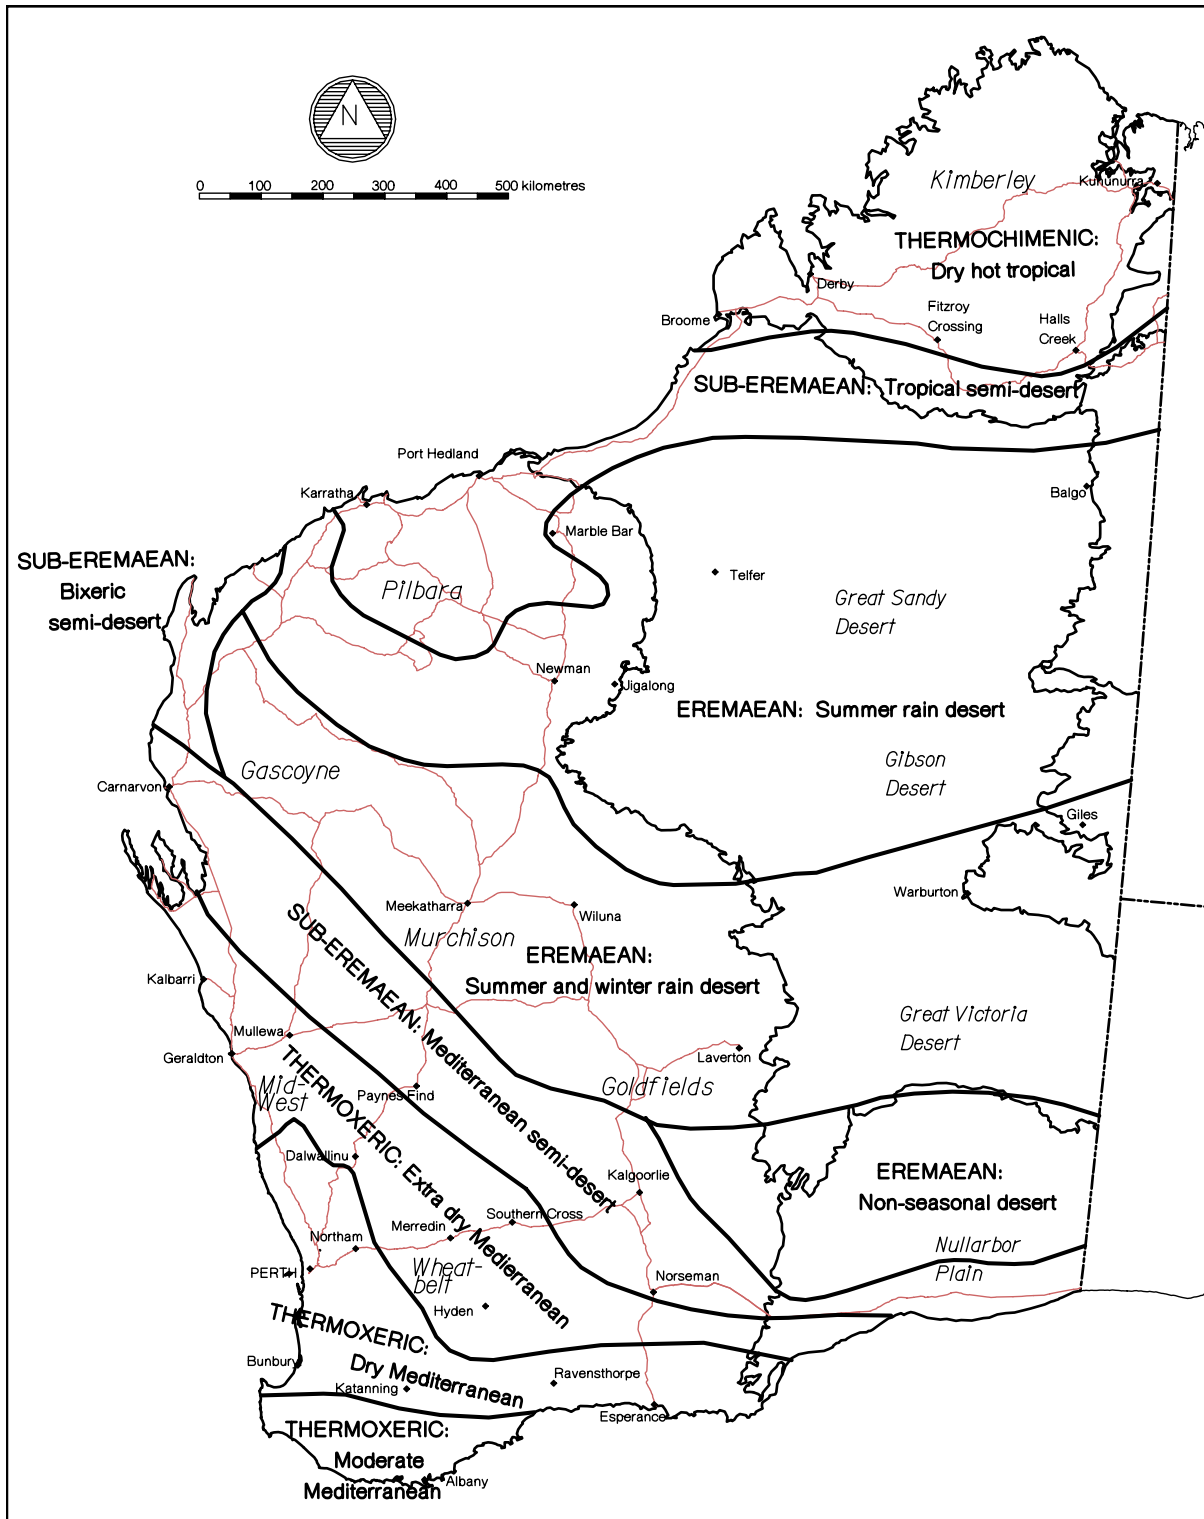 N
0 100 200 300 400 500 kilometres
Kimberley
Kununurra
THERMOCHIMENIC:
Dry hot tropical
Derby
Broome
Fitzroy
Crossing
Halls
Creek
SUB-EREMAEAN: Tropical semi-desert
Port Hedland
Karratha
Balgo
Marble Bar
SUB-EREMAEAN:
Bixeric
semi-desert
Pilbara
Telfer
Great Sandy
Desert
Newman
Jigalong
EREMAEAN: Summer rain desert
Gascoyne
Gibson
Desert
Carnarvon
Giles
Warburton
Meekatharra
Wiluna
Murchison
SUB-EREMAEAN: Mediterranean semi-desert
EREMAEAN:
Summer and winter rain desert
Kalbarri
Great Victoria
Desert
Mullewa
Geraldton
Laverton
THERMOXERIC: Extra dry Medierranean
Mid-
West
Paynes Find
Goldfields
Dalwallinu
Kalgoorlie
EREMAEAN:
Non-seasonal desert
Southern Cross
Merredin
Northam
Nullarbor
Plain
PERTH
Wheat-
belt
Norseman
Hyden
THERMOXERIC:
Dry Mediterranean
Bunbury
Katanning
Ravensthorpe
Esperance
THERMOXERIC:
Moderate
Mediterranean
Albany